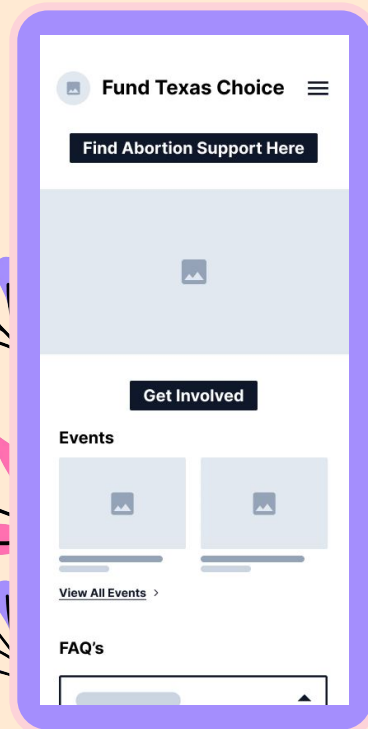 Fund Texas Choice
Find Abortion Support Here
Get Involved
Events
View All Events
FAQ's